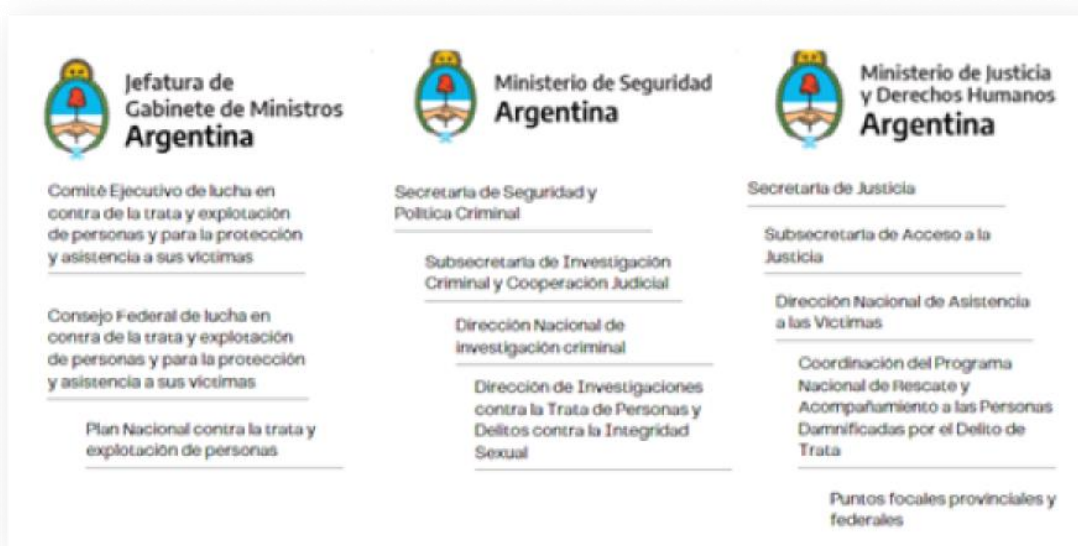 Jefatura de
Gabinete de Ministros
Argentina
Comité Ejecutivo de lucha en
contra de la trata y explotación
de personas y para la protección
y asistencia a sus víctimas
Consejo Federal de lucha en
contra de la trata y explotación
de personas y para la protección
y asistencia a sus víctimas
Plan Nacional contra la trata y
explotación de personas
Ministerio de Seguridad
Argentina
Secretaría de Seguridad y
Política Criminal
Subsecretaría de Investigación
Criminal y Cooperación Judicial
Dirección Nacional de
investigación criminal
Dirección de Investigaciones
contra la Trata de Personas y
Delitos contra la Integridad
Sexual
Ministerio de Justicia
y Derechos Humanos
Argentina
Secretaría de Justicia
Subsecretaría de Acceso a la
Justicia
Dirección Nacional de Asistencia
a las Víctimas
Coordinación del Programa
Nacional de Rescate y
Acompañamiento a las Personas
Damnificadas por el Delito de
Trata
Puntos focales provinciales y
federales